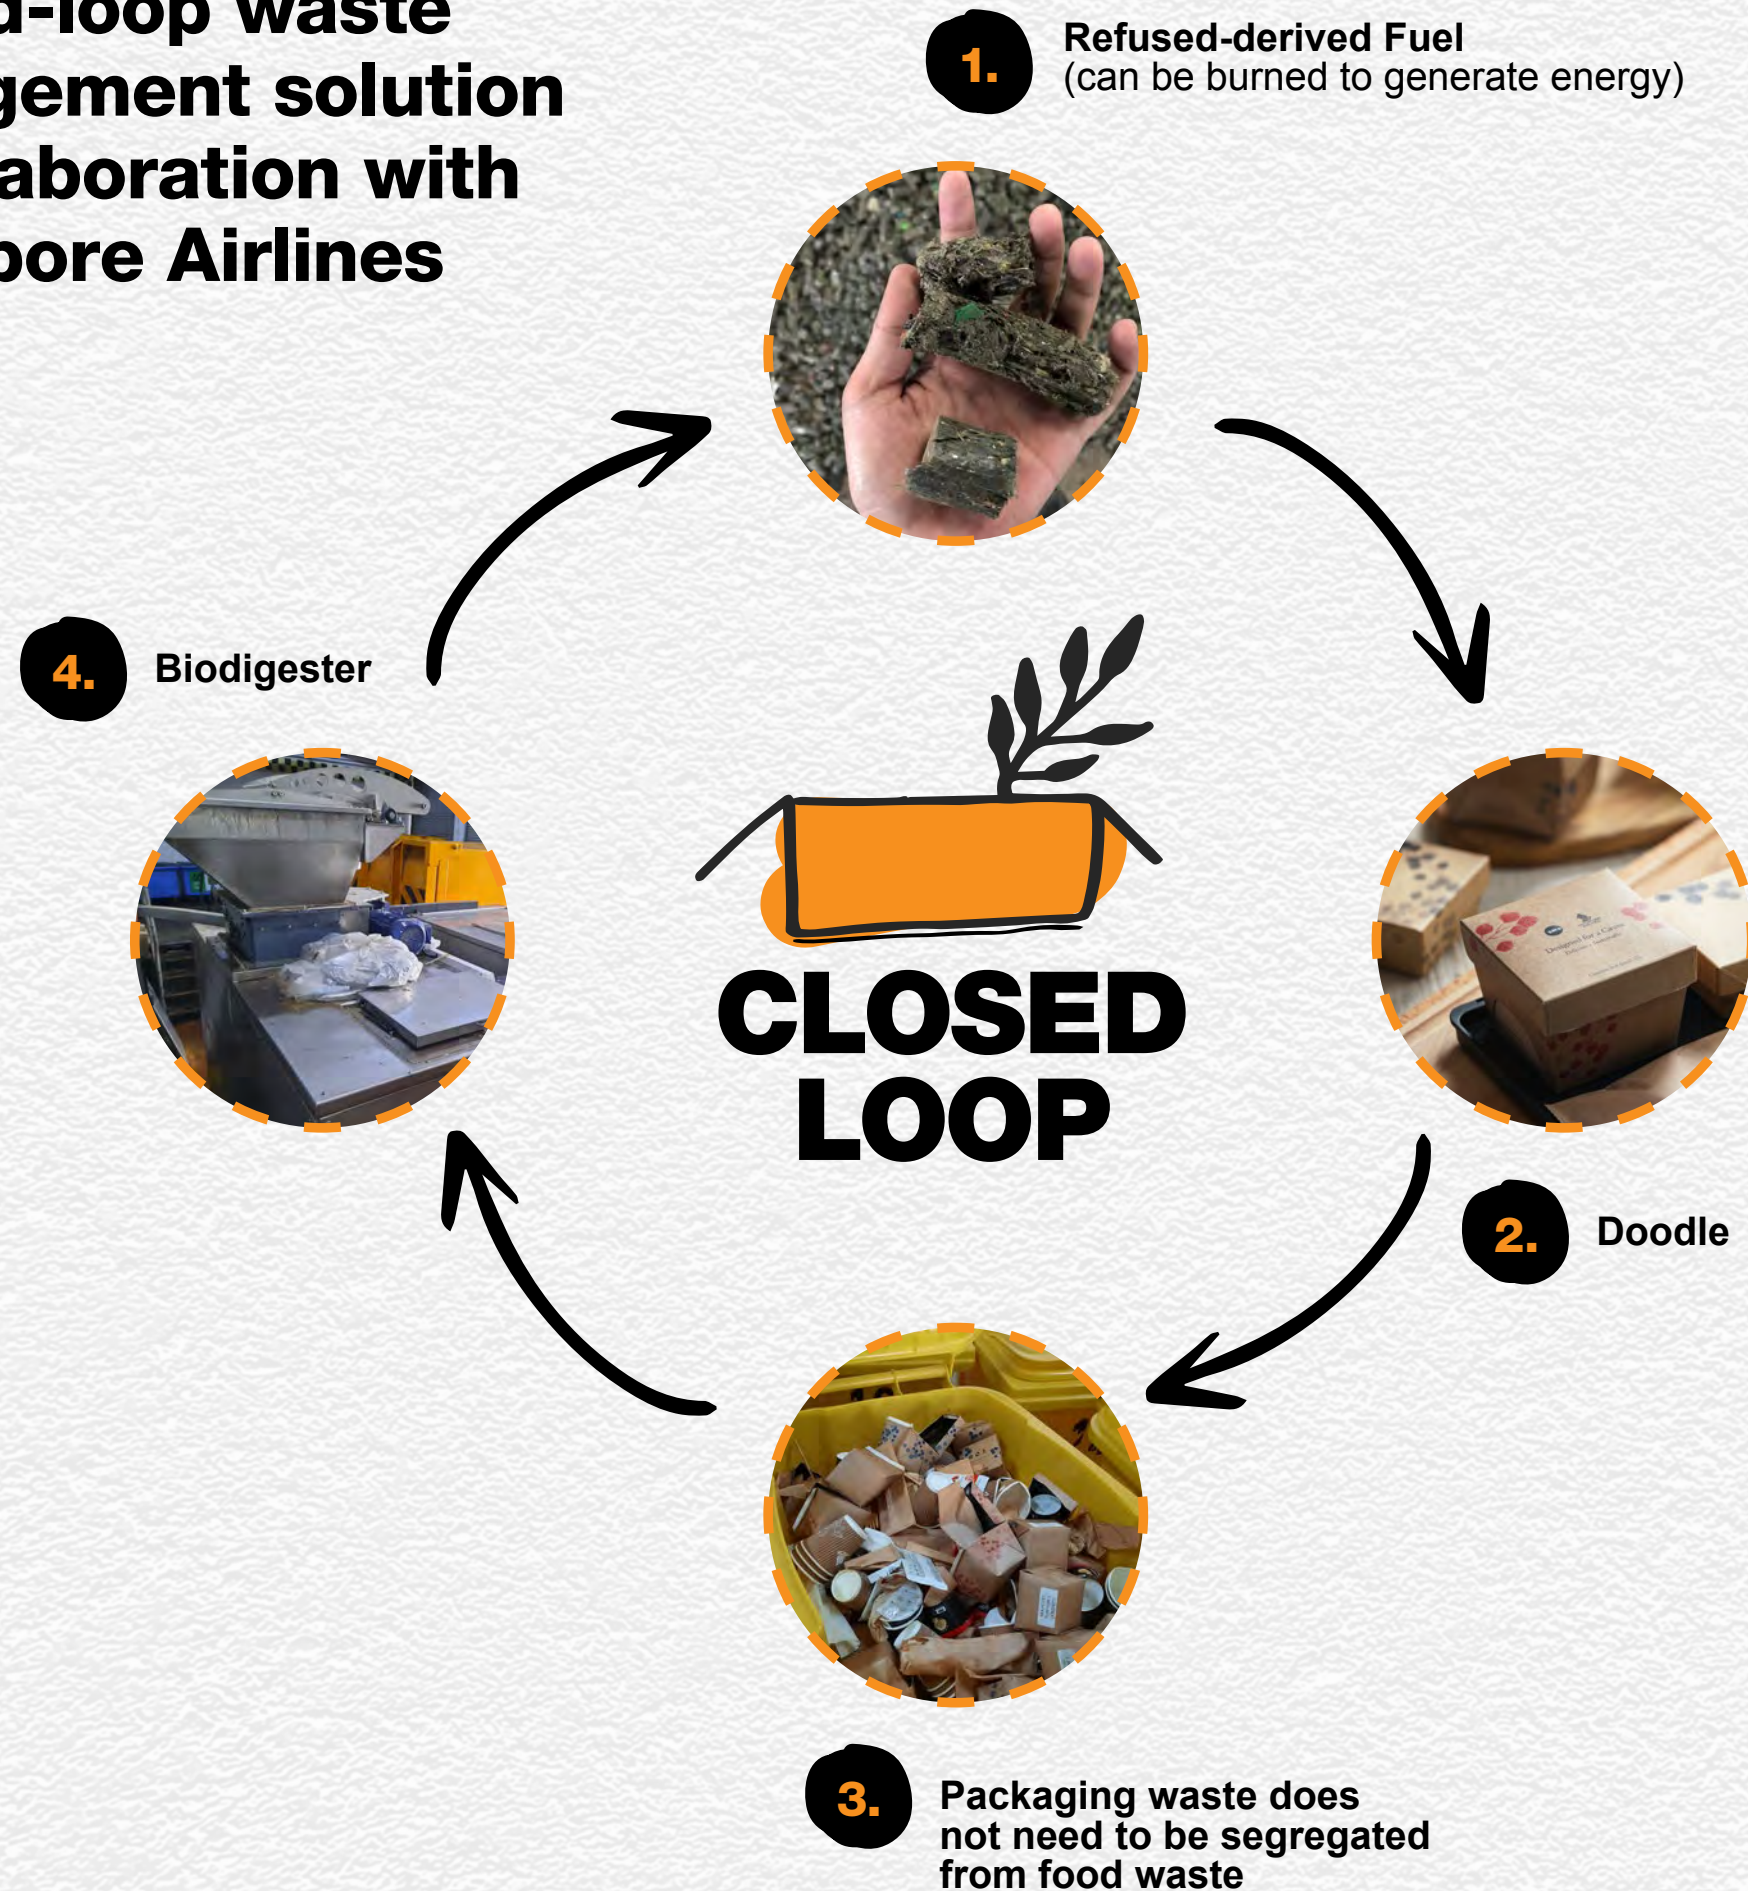 d-loop waste
gement solution
aboration with
pore Airlines
1.
Refused-derived Fuel
(can be burned to generate energy)
4.
Biodigester
CLOSED
LOOP
2.
Doodle
3.
Packaging waste does
not need to be segregated
from food waste